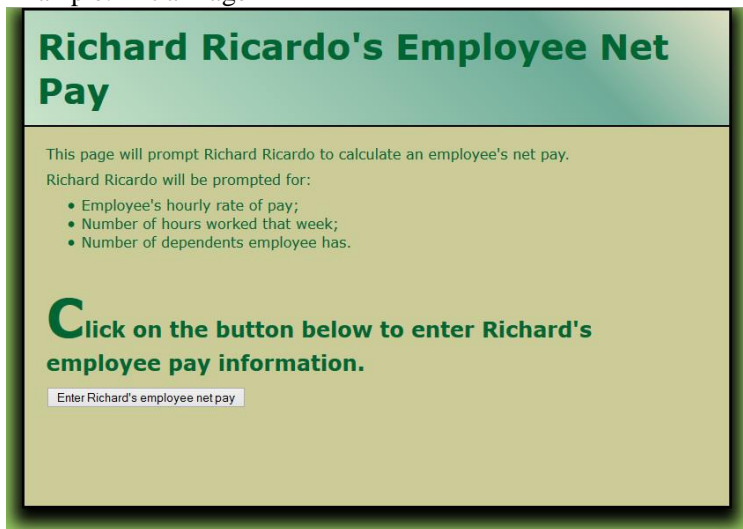 Richard Ricardo's Employee Net
Pay
This page will prompt Richard Ricardo to calculate an employee's net pay.
Richard Ricardo will be prompted for:
• Employee's hourly rate of pay;
• Number of hours worked that week;
• Number of dependents employee has.
Click on the button below to enter Richard's
employee pay information.
Enter Richard's employee net pay